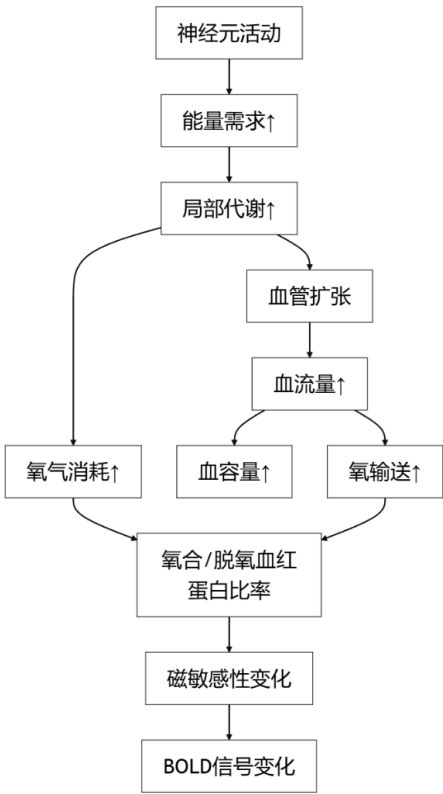 神经元活动
能量需求↑
局部代谢↑
血管扩张
血流量↑
氧气消耗↑
血容量↑
氧输送↑
氧合/脱氧血红
蛋白比率
磁敏感性变化
BOLD信号变化